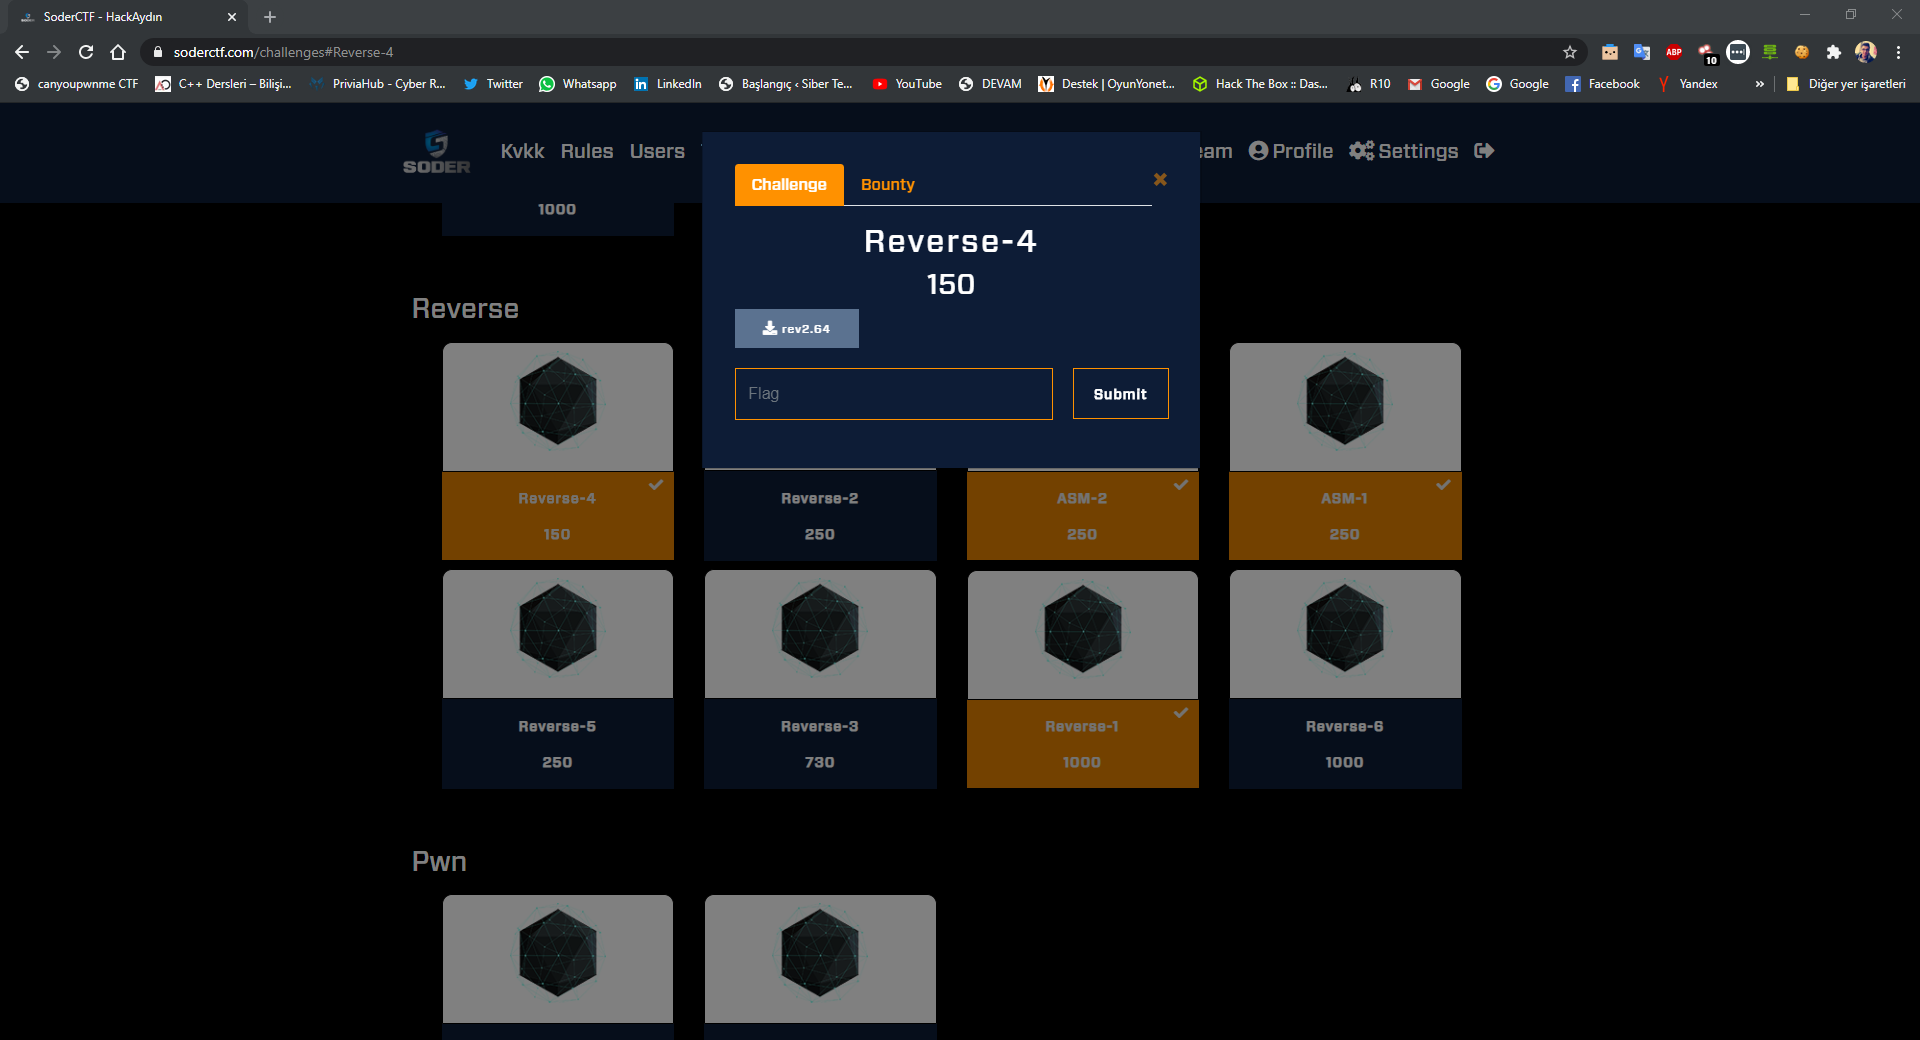 SoderCTF - HackAydın
soderctf.com/challenges#Reverse-4
ABP
10
canyoupwnme CTF
C++ Dersleri – Bilişi...
PriviaHub - Cyber R...
Twitter
Whatsapp
LinkedIn
Başlangıç ‹ Siber Te...
YouTube
DEVAM
Destek | OyunYonet...
Hack The Box :: Das...
R10
Google
Google
Facebook
Yandex
»
Diğer yer işaretleri
SODER
Kvkk
Rules
Users
eam
Profile
Settings
1000
Challenge
Bounty
Reverse-4
150
rev2.64
Flag
Submit
Reverse
Reverse-4
150
Reverse-2
250
ASM-2
250
ASM-1
250
Reverse-5
250
Reverse-3
730
Reverse-1
1000
Reverse-6
1000
Pwn